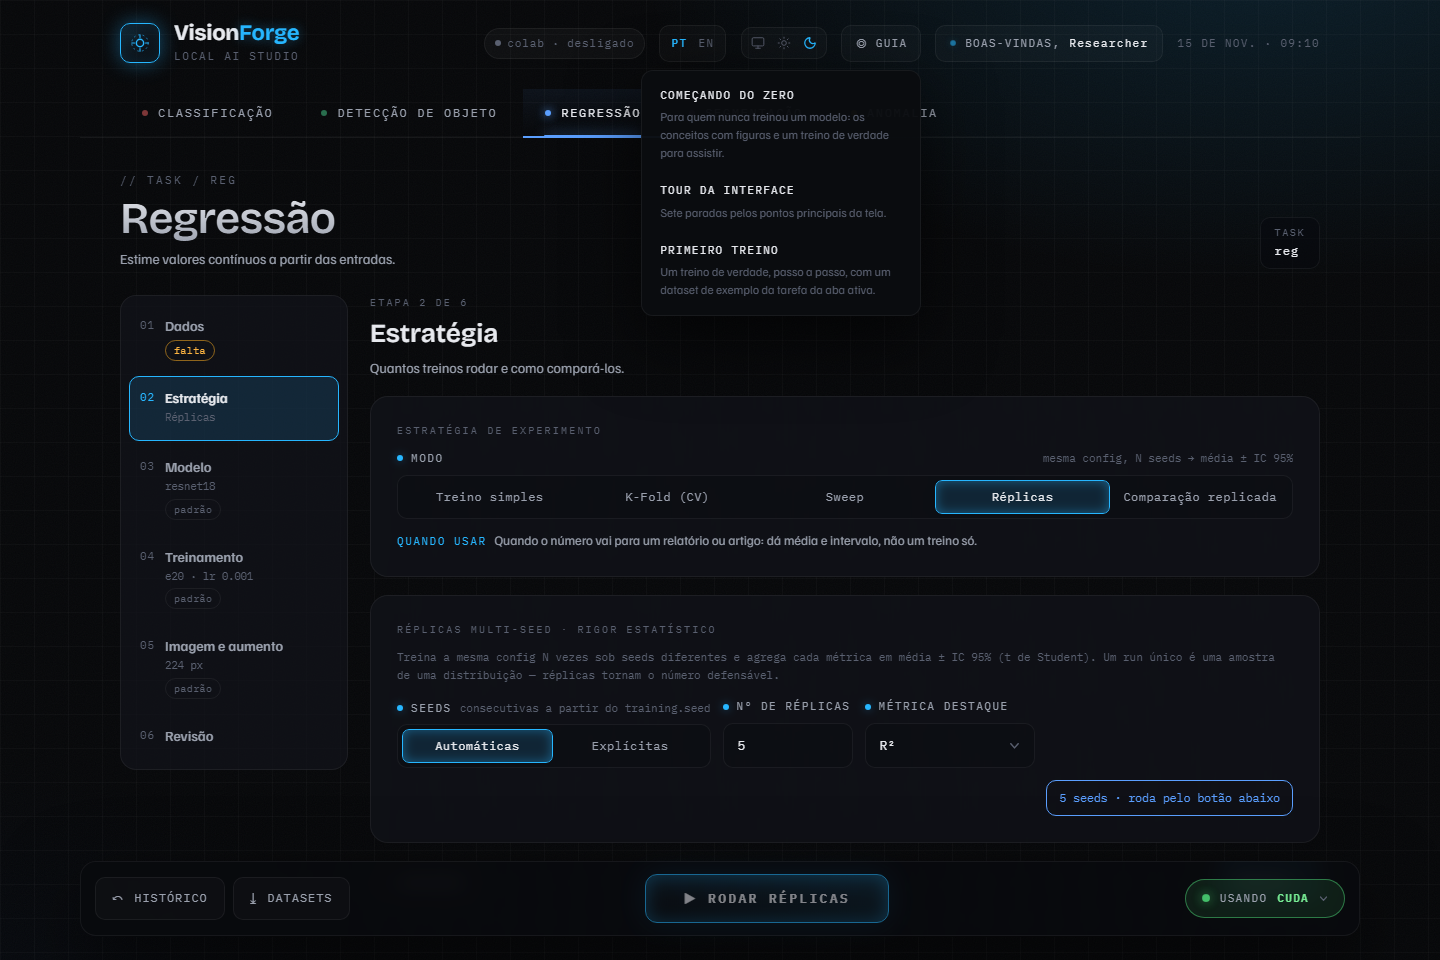 VisionForge
LOCAL AI STUDIO
colab · desligado
PT EN
GUIA
BOAS-VINDAS, Researcher
15 DE NOV. · 09:10
CLASSIFICAÇÃO
DETECÇÃO DE OBJETO
REGRESSÃO
IA
COMEÇANDO DO ZERO
Para quem nunca treinou um modelo: os
conceitos com figuras e um treino de verdade
para assistir.
TOUR DA INTERFACE
Sete paradas pelos pontos principais da tela.
PRIMEIRO TREINO
Um treino de verdade, passo a passo, com um
dataset de exemplo da tarefa da aba ativa.
// TASK / REG
Regressão
Estime valores contínuos a partir das entradas.
TASK
reg
01 Dados
falta
02 Estratégia
Réplicas
03 Modelo
resnet18
padrão
04 Treinamento
e20 · lr 0.001
padrão
05 Imagem e aumento
224 px
padrão
06 Revisão
ETAPA 2 DE 6
Estratégia
Quantos treinos rodar e como compará-los.
ESTRATÉGIA DE EXPERIMENTO
MODO
mesma config, N seeds → média ± IC 95%
Treino simples
K-Fold (CV)
Sweep
Réplicas
Comparação replicada
QUANDO USAR Quando o número vai para um relatório ou artigo: dá média e intervalo, não um treino só.
RÉPLICAS MULTI-SEED · RIGOR ESTATÍSTICO
Treina a mesma config N vezes sob seeds diferentes e agrega cada métrica em média ± IC 95% (t de Student). Um run único é uma amostra
de uma distribuição — réplicas tornam o número defensável.
SEEDS consecutivas a partir do training.seed
Nº DE RÉPLICAS
MÉTRICA DESTAQUE
Automáticas
Explícitas
5
R²
5 seeds · roda pelo botão abaixo
HISTÓRICO
DATASETS
RODAR RÉPLICAS
USANDO CUDA